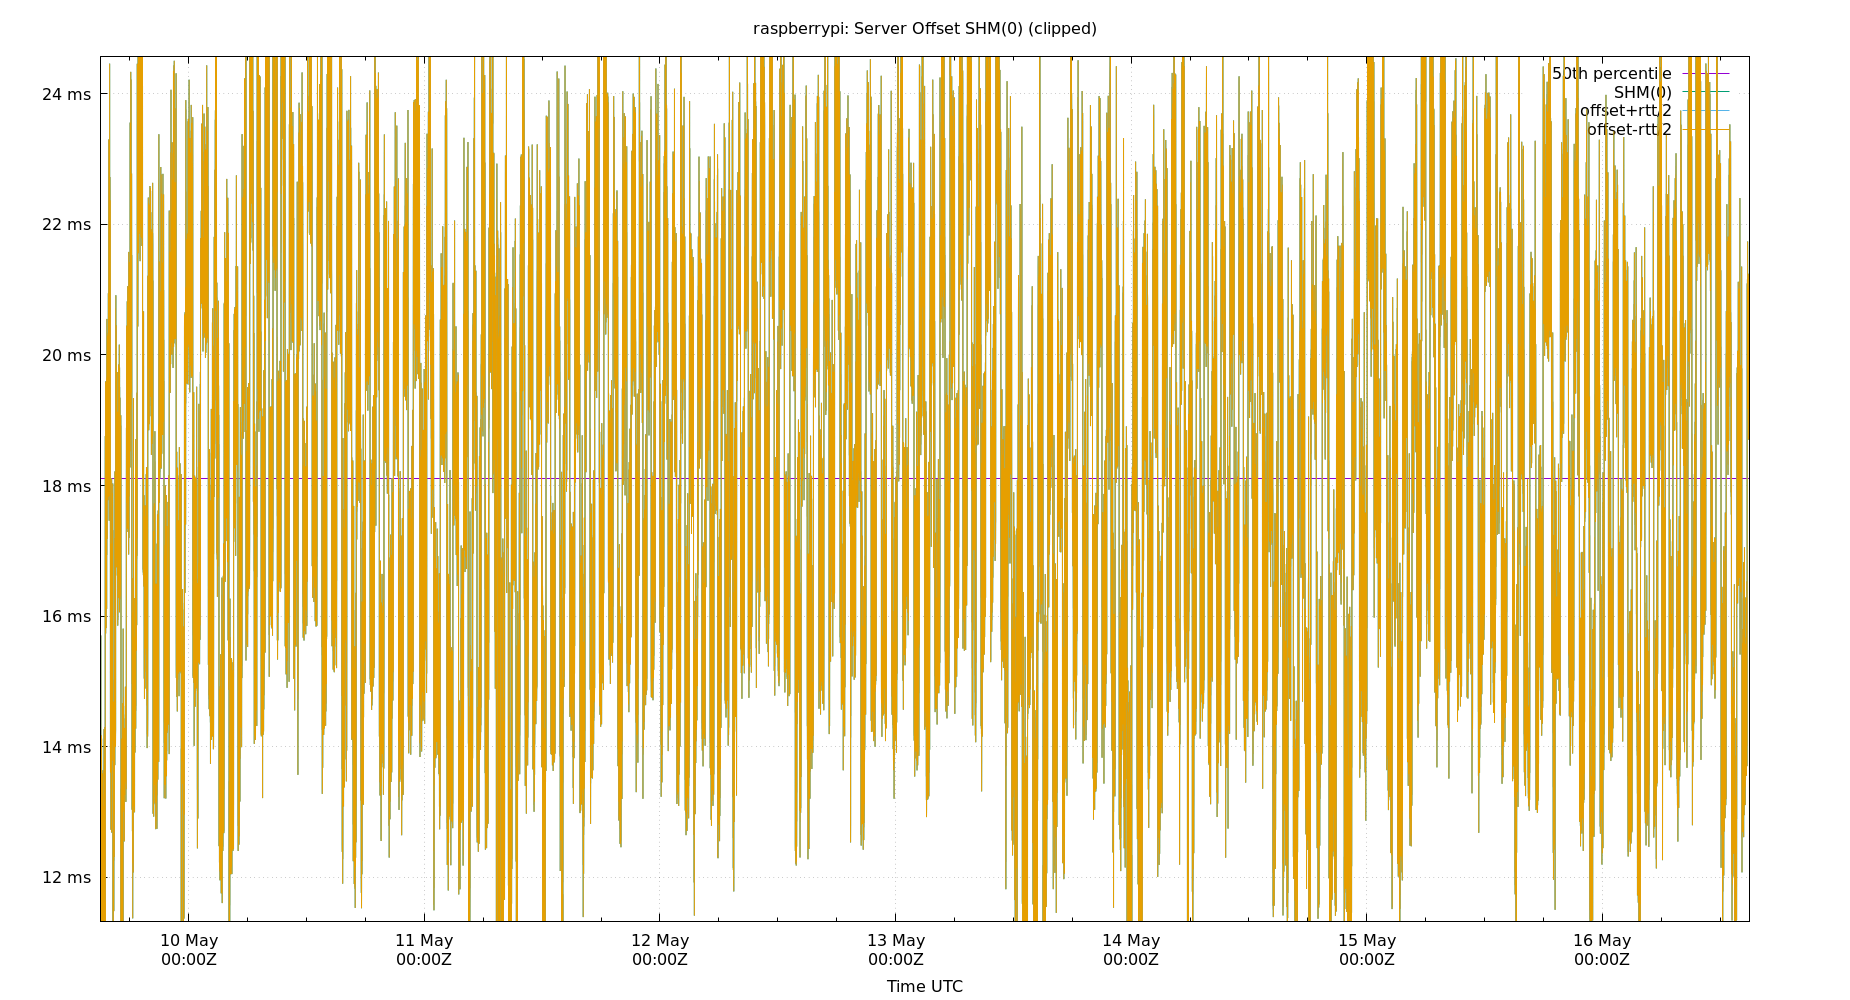 raspberrypi: Server Offset SHM(0) (clipped)
50th percentile
SHM(0)
offset+rtt/2
offset-rtt/2
24 ms
22 ms
20 ms
18 ms
16 ms
14 ms
12 ms
10 May 11 May 12 May 13 May 14 May 15 May 16 May
00:00Z 00:00Z 00:00Z 00:00Z 00:00Z 00:00Z 00:00Z
Time UTC